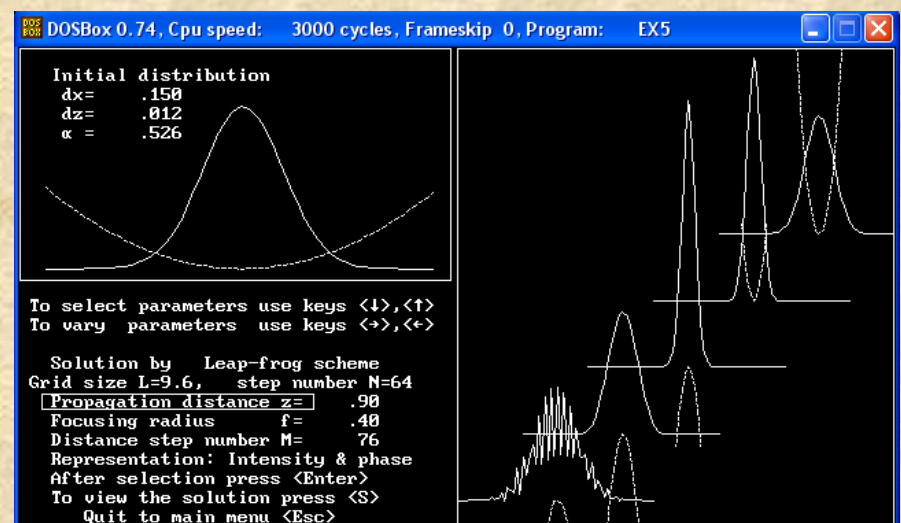 DOSBox 0.74, Cpu speed: 3000 cycles, Frameskip 0, Program: EX5
Initial distribution
dx= .150
dz= .012
α = .526
To select parameters use keys <↓>,<↑>
To vary parameters use keys <→>,<←>
Solution by Leap-frog scheme
Grid size L=9.6, step number N=64
Propagation distance z= .90
Focusing radius f= .40
Distance step number M= 76
Representation: Intensity & phase
After selection press <Enter>
To view the solution press <S>
Quit to main menu <Esc>